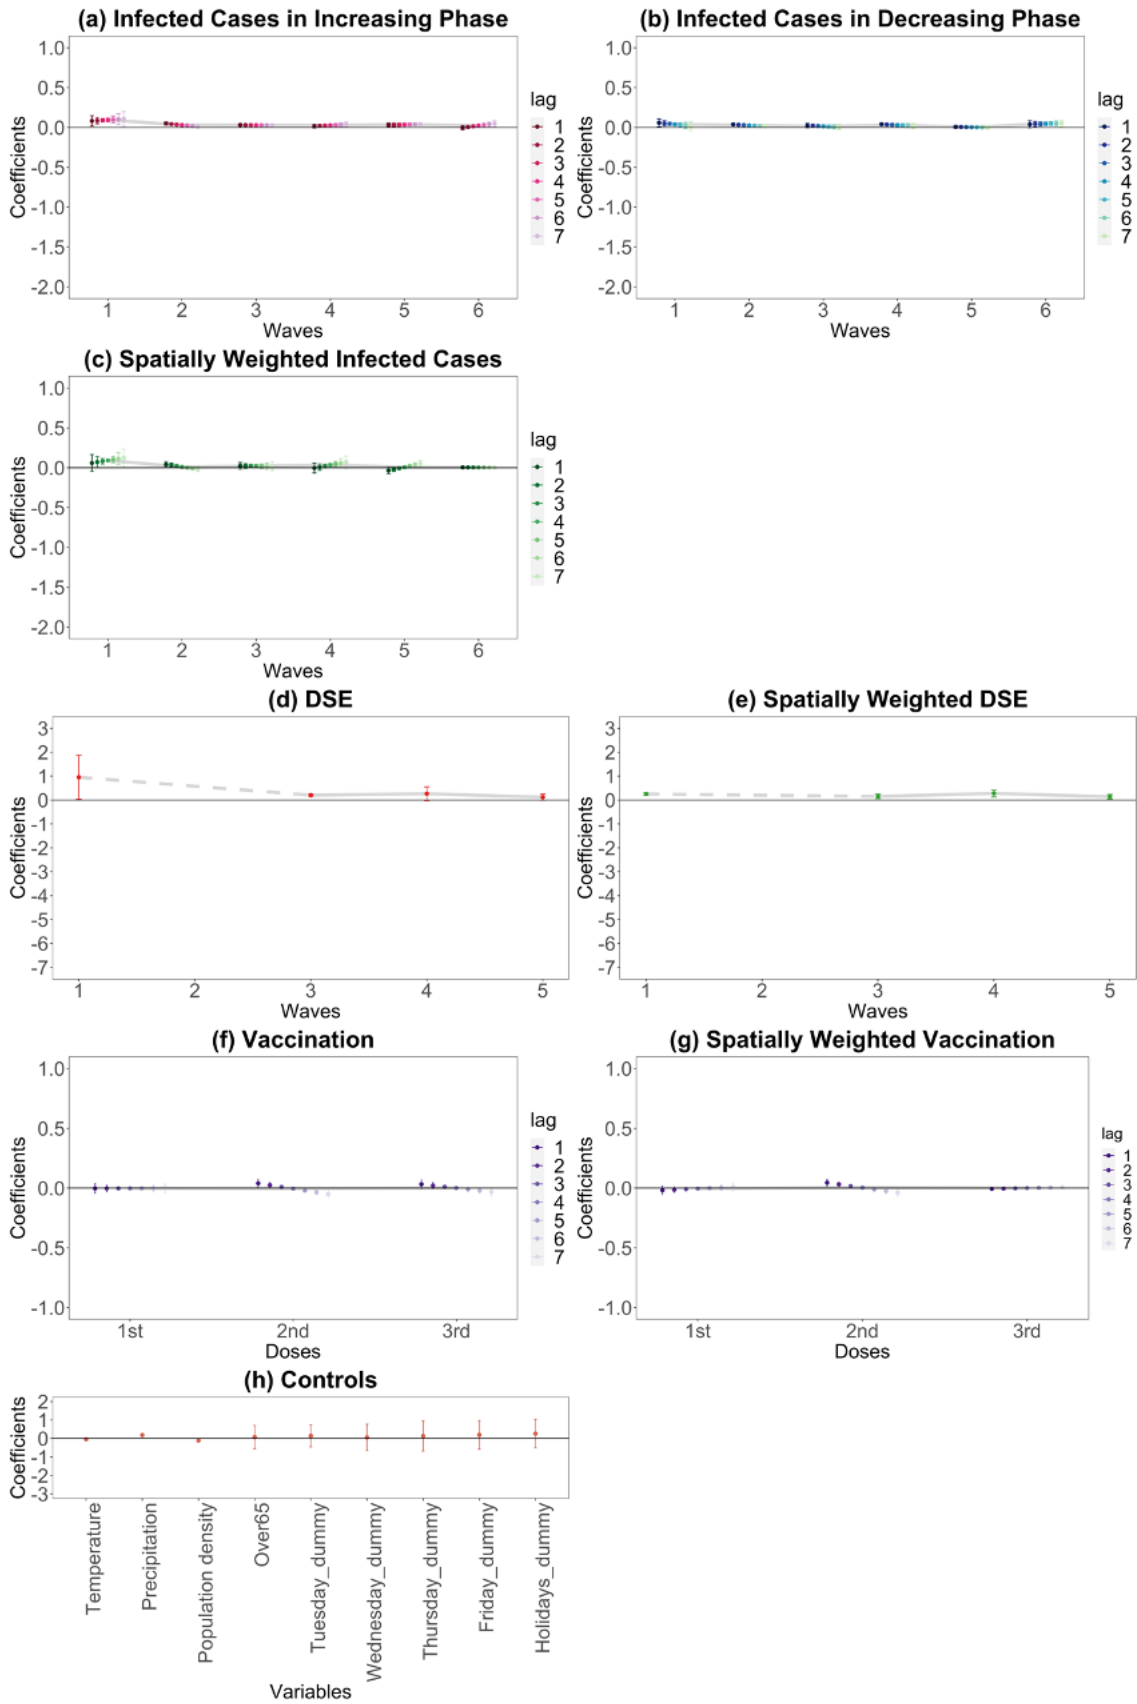 (a) Infected Cases in Increasing Phase
1.0
0.5
0.0
-0.5
-1.0
-1.5
-2.0
Coefficients
1 2 3 4 5 6
Waves
lag
1
2
3
4
5
6
7
(b) Infected Cases in Decreasing Phase
1.0
0.5
0.0
-0.5
-1.0
-1.5
-2.0
Coefficients
1 2 3 4 5 6
Waves
lag
1
2
3
4
5
6
7
(c) Spatially Weighted Infected Cases
1.0
0.5
0.0
-0.5
-1.0
-1.5
-2.0
Coefficients
1 2 3 4 5 6
Waves
lag
1
2
3
4
5
6
7
(d) DSE
3
2
1
0
-1
-2
-3
-4
-5
-6
-7
Coefficients
1 2 3 4 5
Waves
(e) Spatially Weighted DSE
3
2
1
0
-1
-2
-3
-4
-5
-6
-7
Coefficients
1 2 3 4 5
Waves
(f) Vaccination
1.0
0.5
0.0
-0.5
-1.0
Coefficients
1st 2nd 3rd
Doses
lag
1
2
3
4
5
6
7
(g) Spatially Weighted Vaccination
1.0
0.5
0.0
-0.5
-1.0
Coefficients
1st 2nd 3rd
Doses
lag
1
2
3
4
5
6
7
(h) Controls
2
1
0
-1
-2
-3
Coefficients
Temperature
Precipitation
Population density
Over65
Tuesday_dummy
Wednesday_dummy
Thursday_dummy
Friday_dummy
Holidays_dummy
Variables